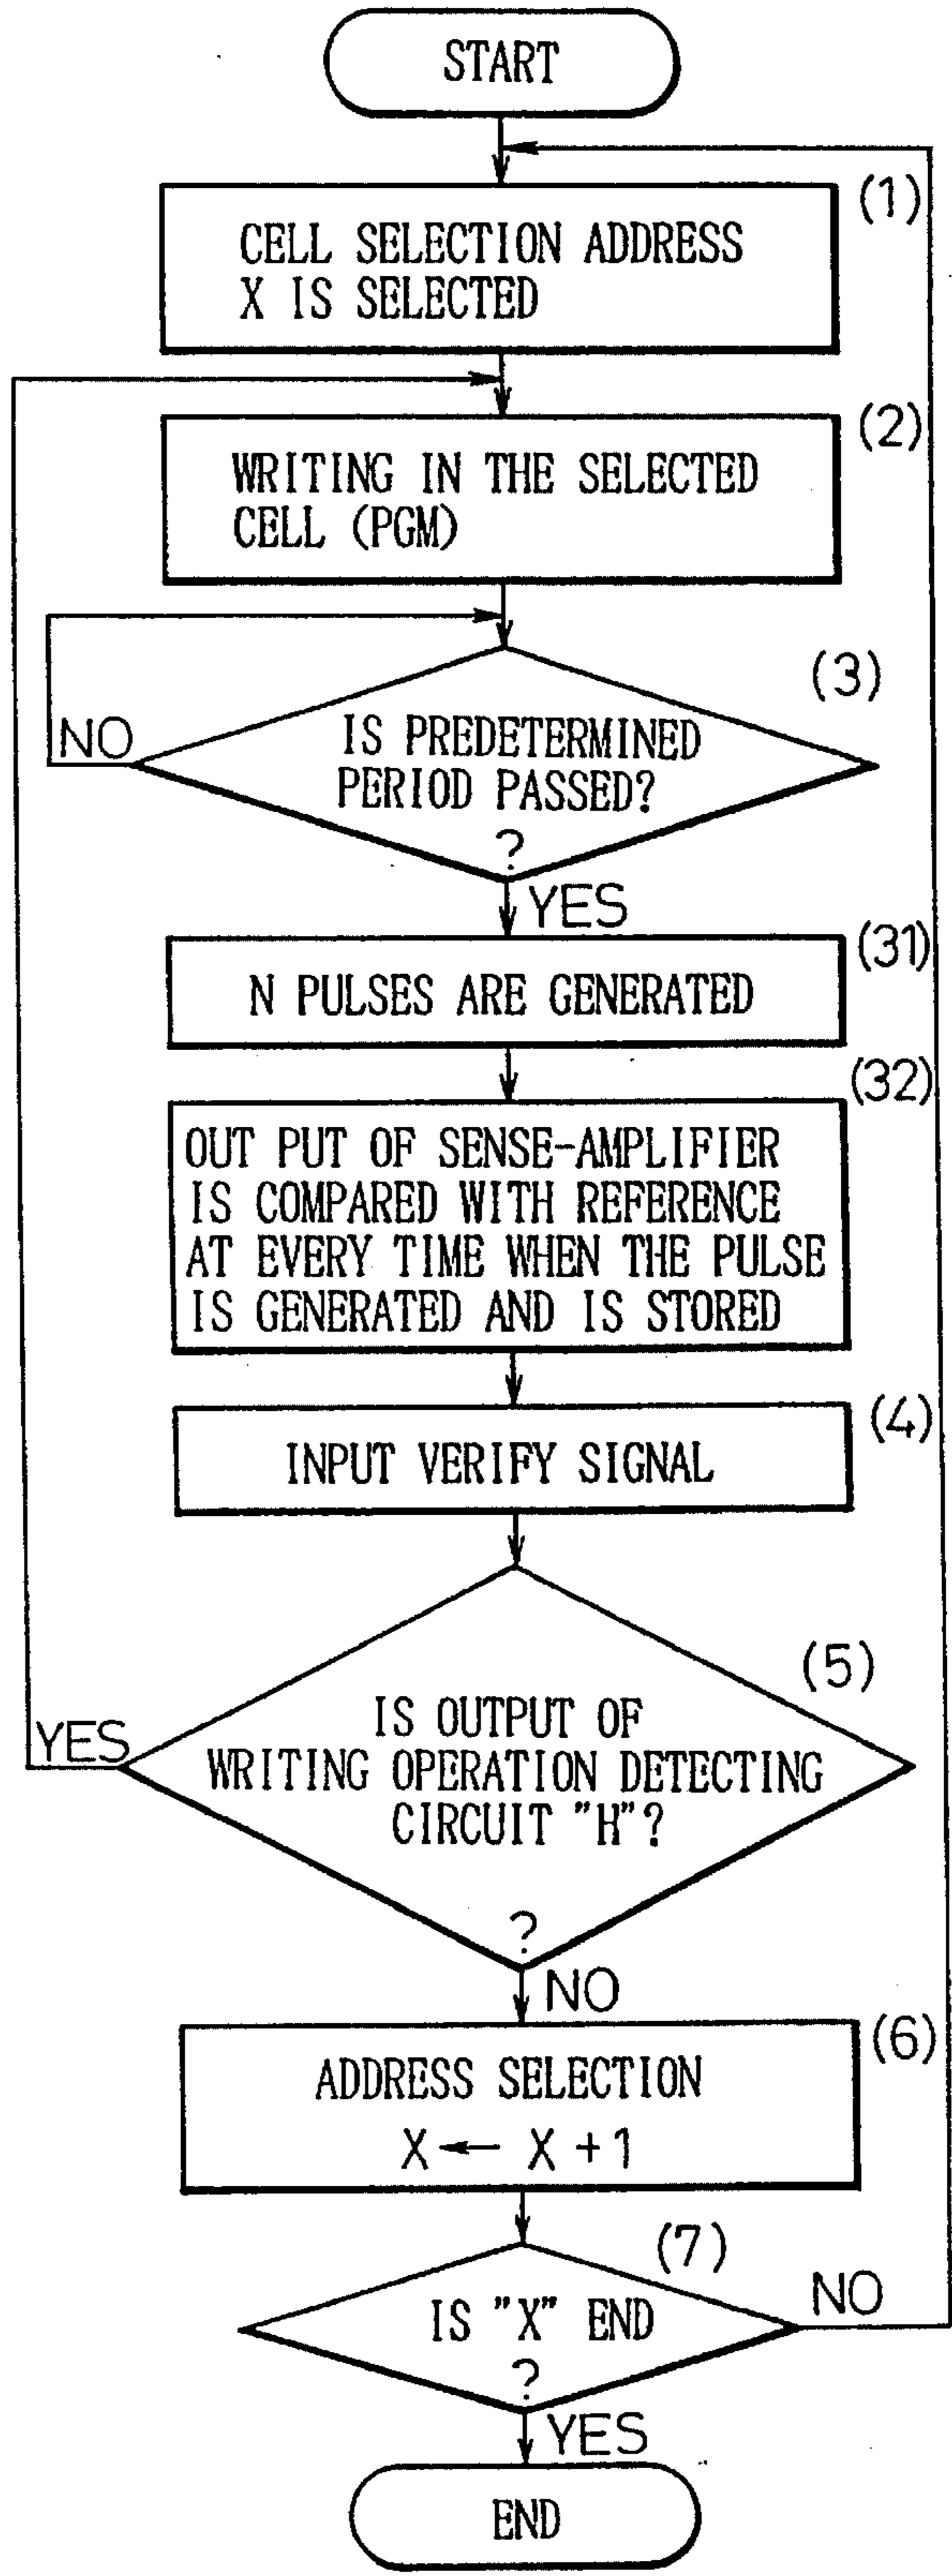 START
(1)
CELL SELECTION ADDRESS
X IS SELECTED
(2)
WRITING IN THE SELECTED
CELL (PGM)
(3)
NO
IS PREDETERMINED
PERIOD PASSED?
?
YES
(31)
N PULSES ARE GENERATED
(32)
OUT PUT OF SENSE-AMPLIFIER
IS COMPARED WITH REFERENCE
AT EVERY TIME WHEN THE PULSE
IS GENERATED AND IS STORED
(4)
INPUT VERIFY SIGNAL
(5)
YES
IS OUTPUT OF
WRITING OPERATION DETECTING
CIRCUIT "H"?
?
NO
(6)
ADDRESS SELECTION
X ← X + 1
(7)
IS "X" END
NO
?
YES
END